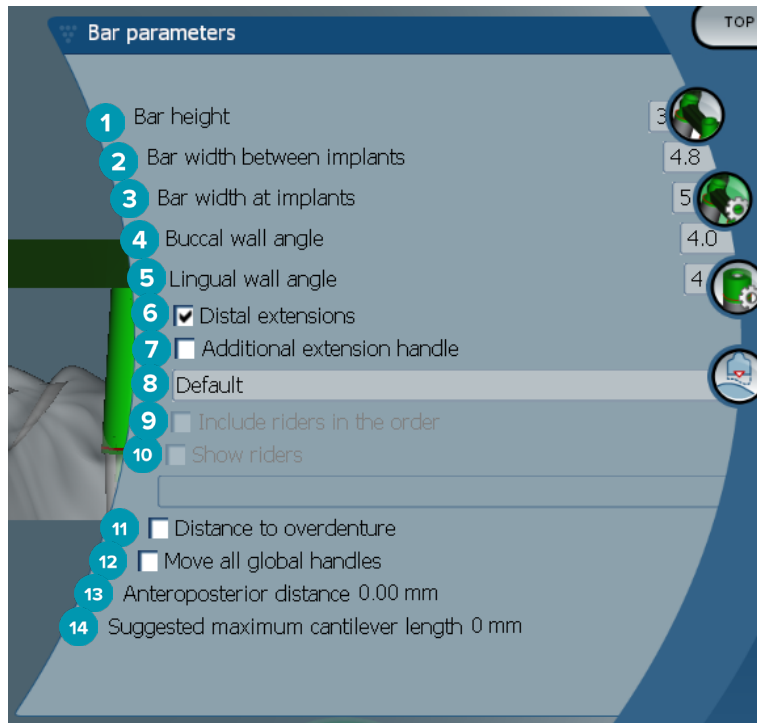 TOP
Bar parameters
1 Bar height 3
2 Bar width between implants 4.8
3 Bar width at implants 5
4 Buccal wall angle 4.0
5 Lingual wall angle 4
6 Distal extensions
7 Additional extension handle
8 Default
9 Include riders in the order
10 Show riders
11 Distance to overdenture
12 Move all global handles
13 Anteroposterior distance 0.00 mm
14 Suggested maximum cantilever length 0 mm